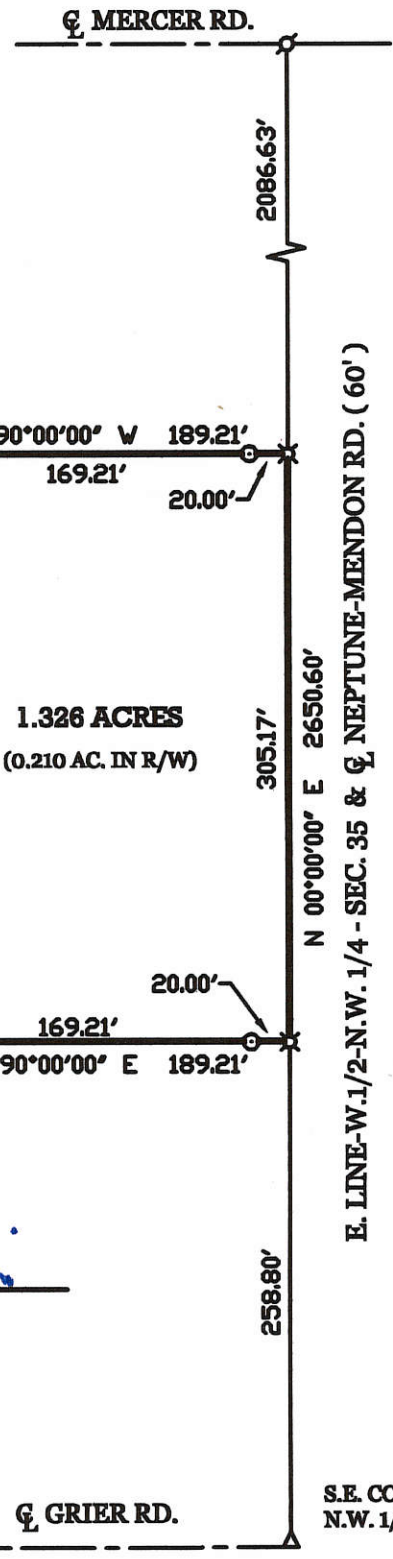 ℄ MERCER RD.
2086.63'
90°00'00" W 189.21'
169.21'
20.00'
1.326 ACRES
(0.210 AC. IN R/W)
305.17'
N 00°00'00" E 2650.60'
E. LINE-W.1/2-N.W. 1/4 - SEC. 35 & ℄ NEPTUNE-MENDON RD. ( 60' )
20.00'
169.21'
90°00'00" E 189.21'
258.80'
℄ GRIER RD.
S.E. CO
N.W. 1/